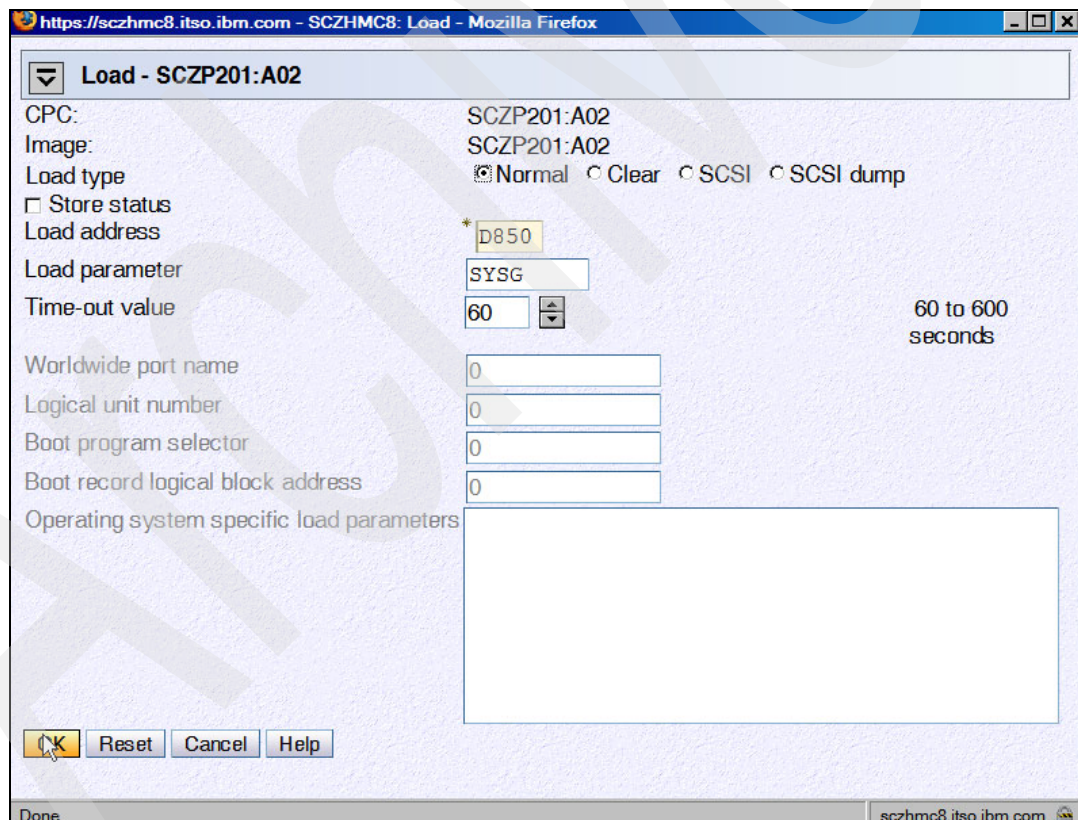 https://sczhmc8.itso.ibm.com - SCZHMC8: Load - Mozilla Firefox
Load - SCZP201:A02
CPC: SCZP201:A02
Image: SCZP201:A02
Load type Normal Clear SCSI SCSI dump
Store status
Load address * D850
Load parameter SYSG
Time-out value 60 60 to 600
seconds
Worldwide port name 0
Logical unit number 0
Boot program selector 0
Boot record logical block address 0
Operating system specific load parameters
OK Reset Cancel Help
Done sczhmc8.itso.ibm.com